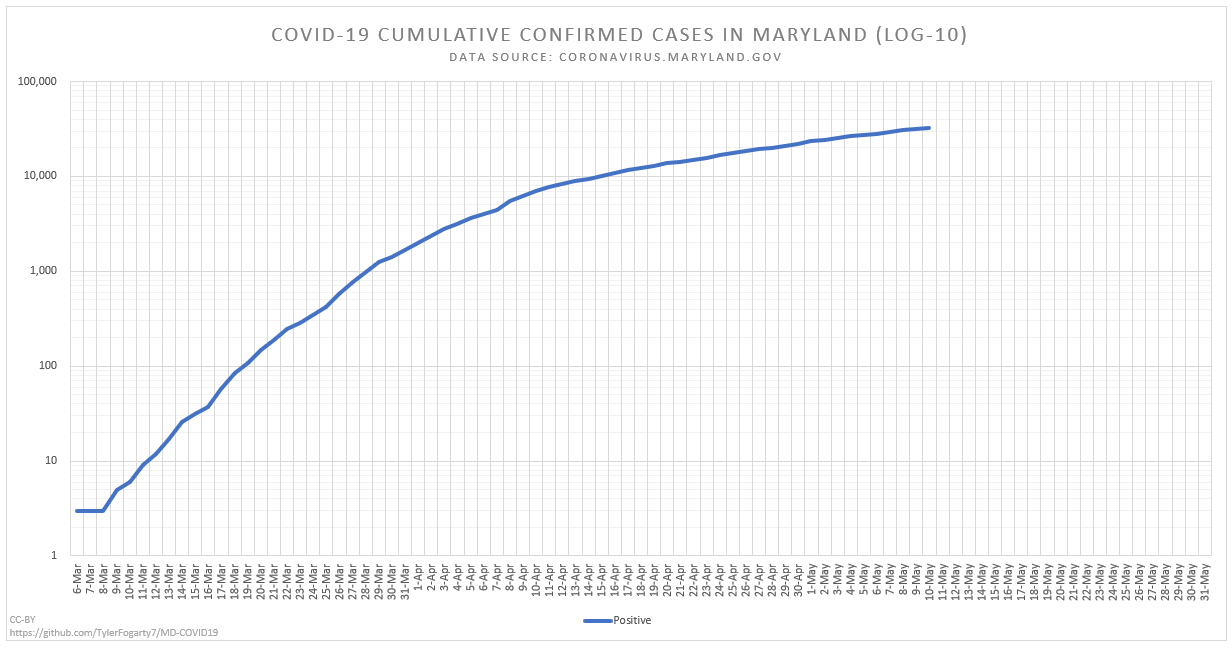 COVID-19 CUMULATIVE CONFIRMED CASES IN MARYLAND (LOG-10)
DATA SOURCE: CORONAVIRUS.MARYLAND.GOV
100,000
10,000
1,000
100
10
1
6-Mar
7-Mar
8-Mar
9-Mar
10-Mar
11-Mar
12-Mar
13-Mar
14-Mar
15-Mar
16-Mar
17-Mar
18-Mar
19-Mar
20-Mar
21-Mar
22-Mar
23-Mar
24-Mar
25-Mar
26-Mar
27-Mar
28-Mar
29-Mar
30-Mar
31-Mar
1-Apr
2-Apr
3-Apr
4-Apr
5-Apr
6-Apr
7-Apr
8-Apr
9-Apr
10-Apr
11-Apr
12-Apr
13-Apr
14-Apr
15-Apr
16-Apr
17-Apr
18-Apr
19-Apr
20-Apr
21-Apr
22-Apr
23-Apr
24-Apr
25-Apr
26-Apr
27-Apr
28-Apr
29-Apr
30-Apr
1-May
2-May
3-May
4-May
5-May
6-May
7-May
8-May
9-May
10-May
11-May
12-May
13-May
14-May
15-May
16-May
17-May
18-May
19-May
20-May
21-May
22-May
23-May
24-May
25-May
26-May
27-May
28-May
29-May
30-May
31-May
Positive
CC-BY
https://github.com/TylerFogarty7/MD-COVID19